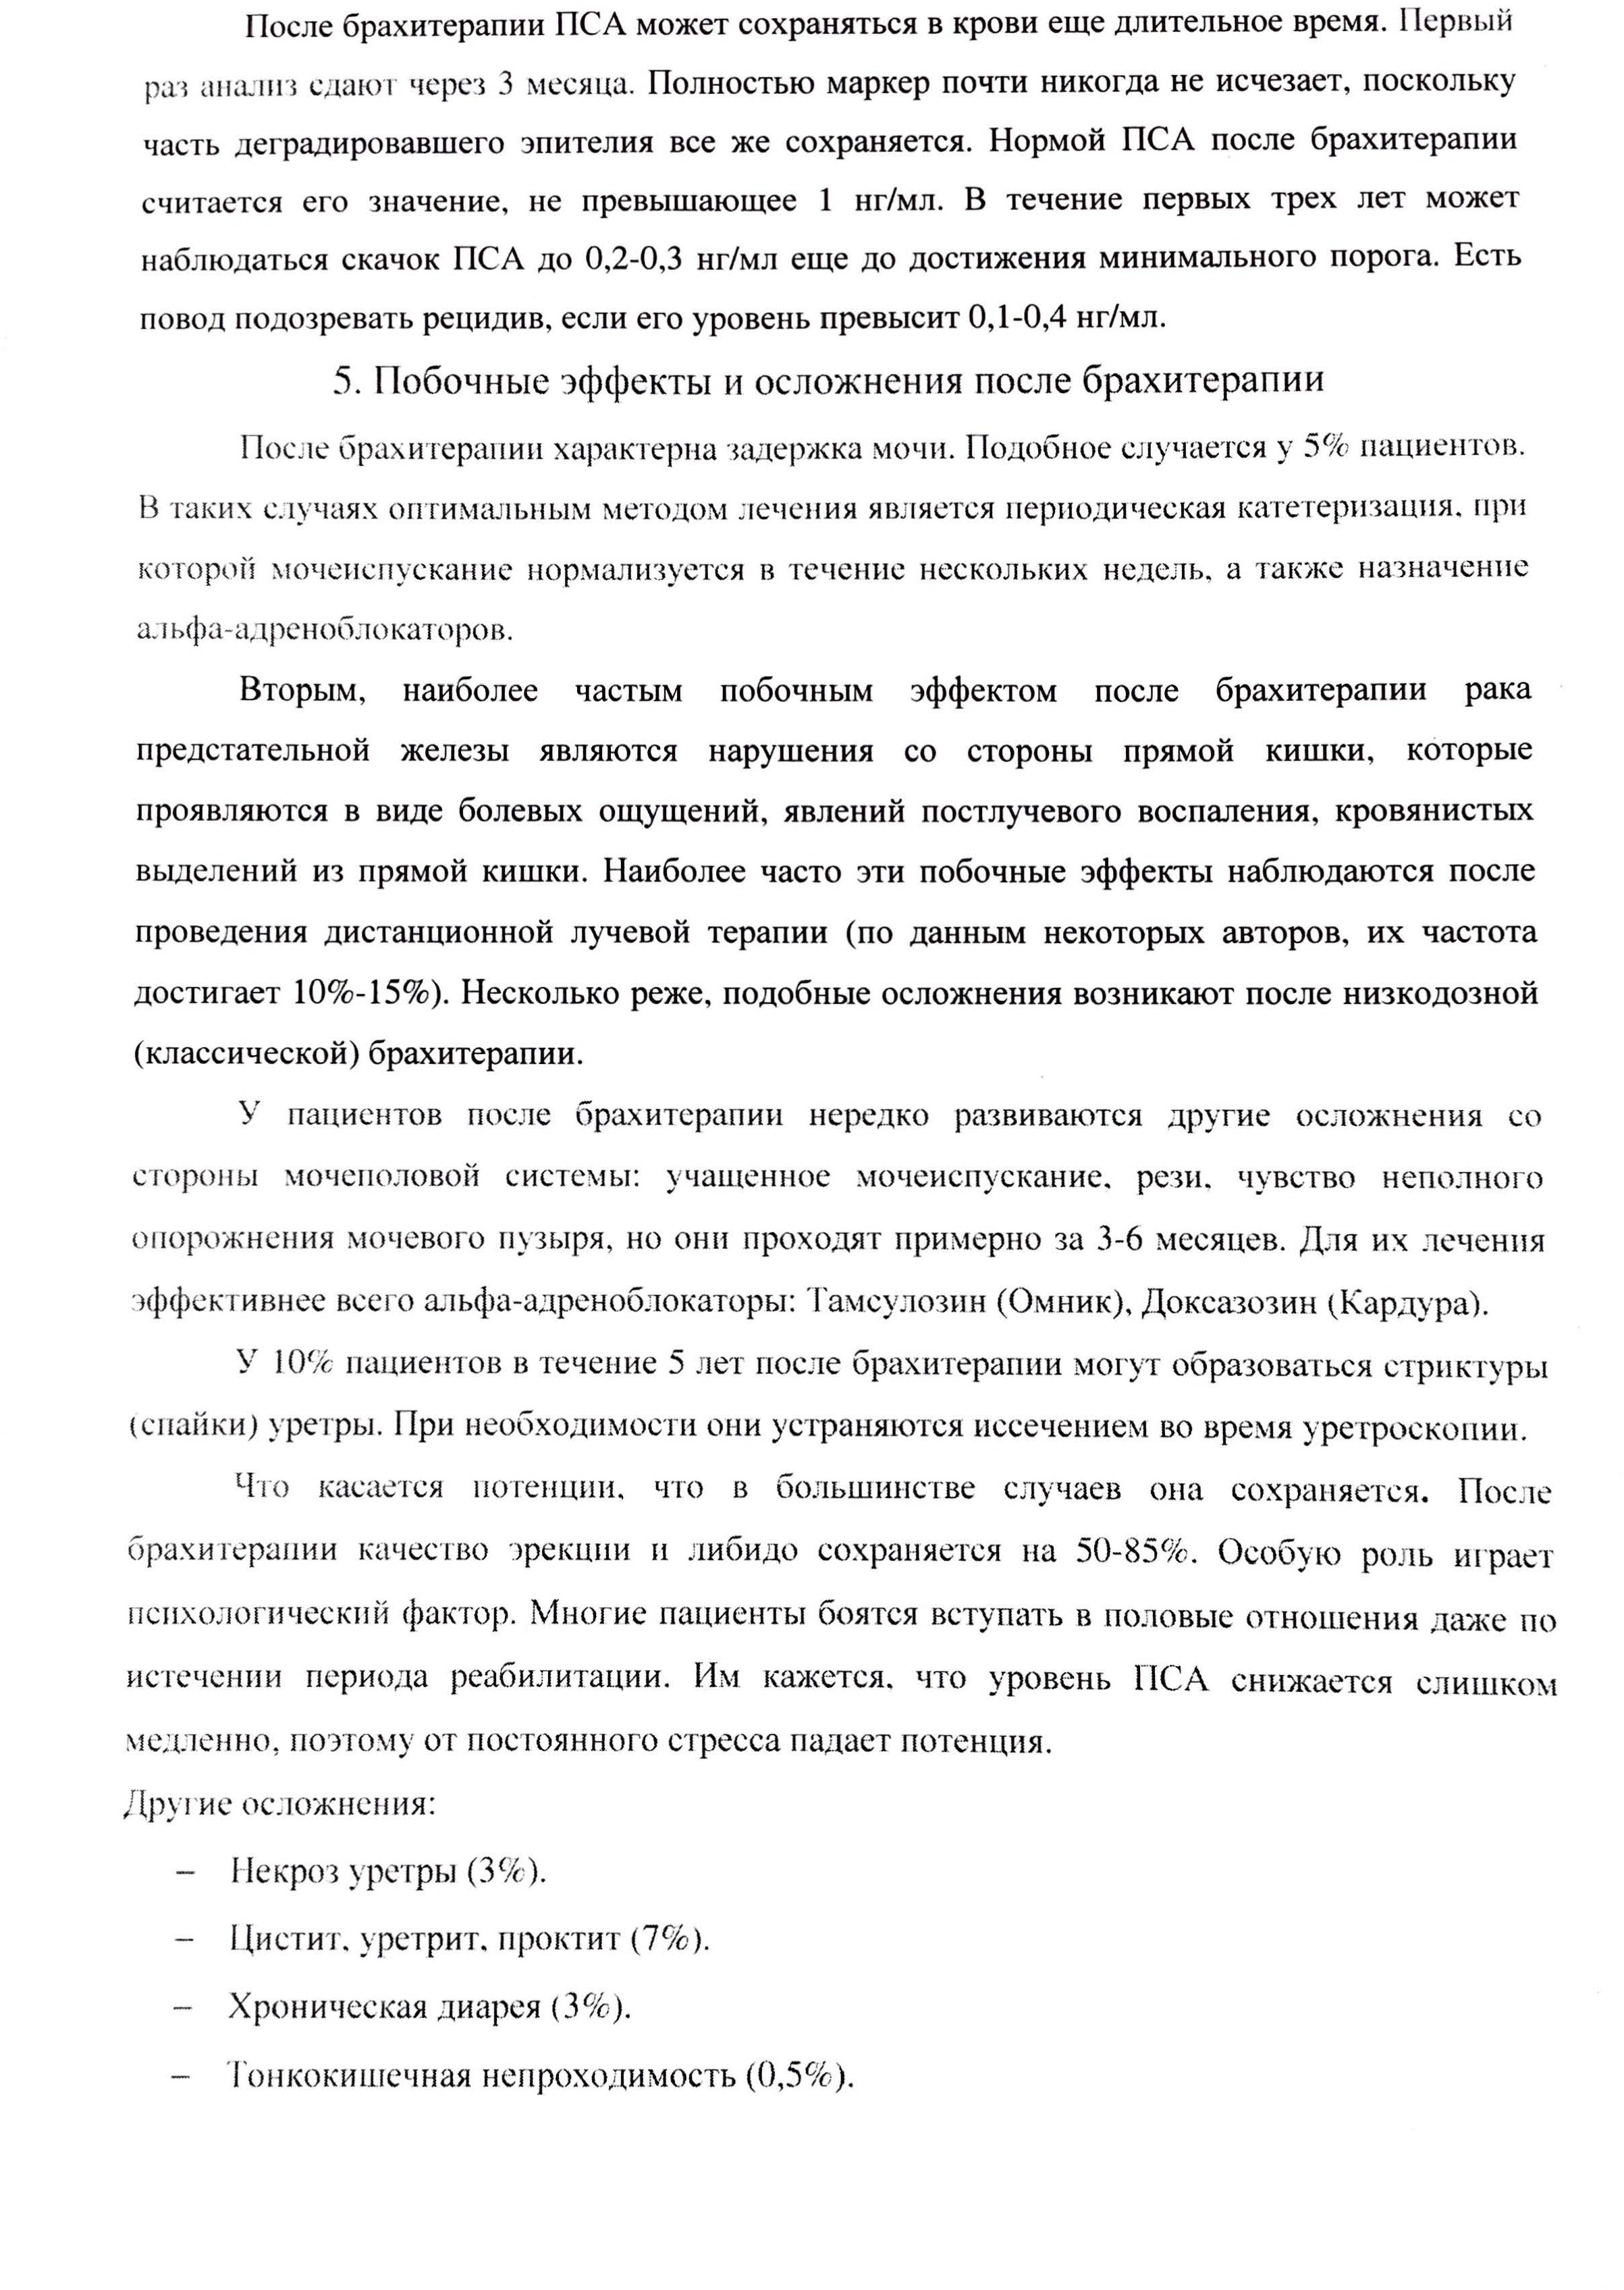 После брахитерапии ПСА может сохраняться в крови еще длительное время. Первый
раз анализ сдают через 3 месяца. Полностью маркер почти никогда не исчезает, поскольку
часть деградировавшего эпителия все же сохраняется. Нормой ПСА после брахитерапии
считается его значение, не превышающее 1 нг/мл. В течение первых трех лет может
наблюдаться скачок ПСА до 0,2-0,3 нг/мл еще до достижения минимального порога. Есть
повод подозревать рецидив, если его уровень превысит 0,1-0,4 нг/мл.
5. Побочные эффекты и осложнения после брахитерапии
После брахитерапии характерна задержка мочи. Подобное случается у 5% пациентов.
В таких случаях оптимальным методом лечения является периодическая катетеризация, при
которой мочеиспускание нормализуется в течение нескольких недель, а также назначение
альфа-адреноблокаторов.
Вторым, наиболее частым побочным эффектом после брахитерапии рака
предстательной железы являются нарушения со стороны прямой кишки, которые
проявляются в виде болевых ощущений, явлений постлучевого воспаления, кровянистых
выделений из прямой кишки. Наиболее часто эти побочные эффекты наблюдаются после
проведения дистанционной лучевой терапии (по данным некоторых авторов, их частота
достигает 10%-15%). Несколько реже, подобные осложнения возникают после низкодозной
(классической) брахитерапии.
У пациентов после брахитерапии нередко развиваются другие осложнения со
стороны мочеполовой системы: учащенное мочеиспускание, рези, чувство неполного
опорожнения мочевого пузыря, но они проходят примерно за 3-6 месяцев. Для их лечения
эффективнее всего альфа-адреноблокаторы: Тамсулозин (Омник), Доксазозин (Кардура).
У 10% пациентов в течение 5 лет после брахитерапии могут образоваться стриктуры
(спайки) уретры. При необходимости они устраняются иссечением во время уретроскопии.
Что касается потенции, что в большинстве случаев она сохраняется. После
брахитерапии качество эрекции и либидо сохраняется на 50-85%. Особую роль играет
психологический фактор. Многие пациенты боятся вступать в половые отношения даже по
истечении периода реабилитации. Им кажется, что уровень ПСА снижается слишком
медленно, поэтому от постоянного стресса падает потенция.
Другие осложнения:
– Некроз уретры (3%).
– Цистит, уретрит, проктит (7%).
– Хроническая диарея (3%).
– Тонкокишечная непроходимость (0,5%).